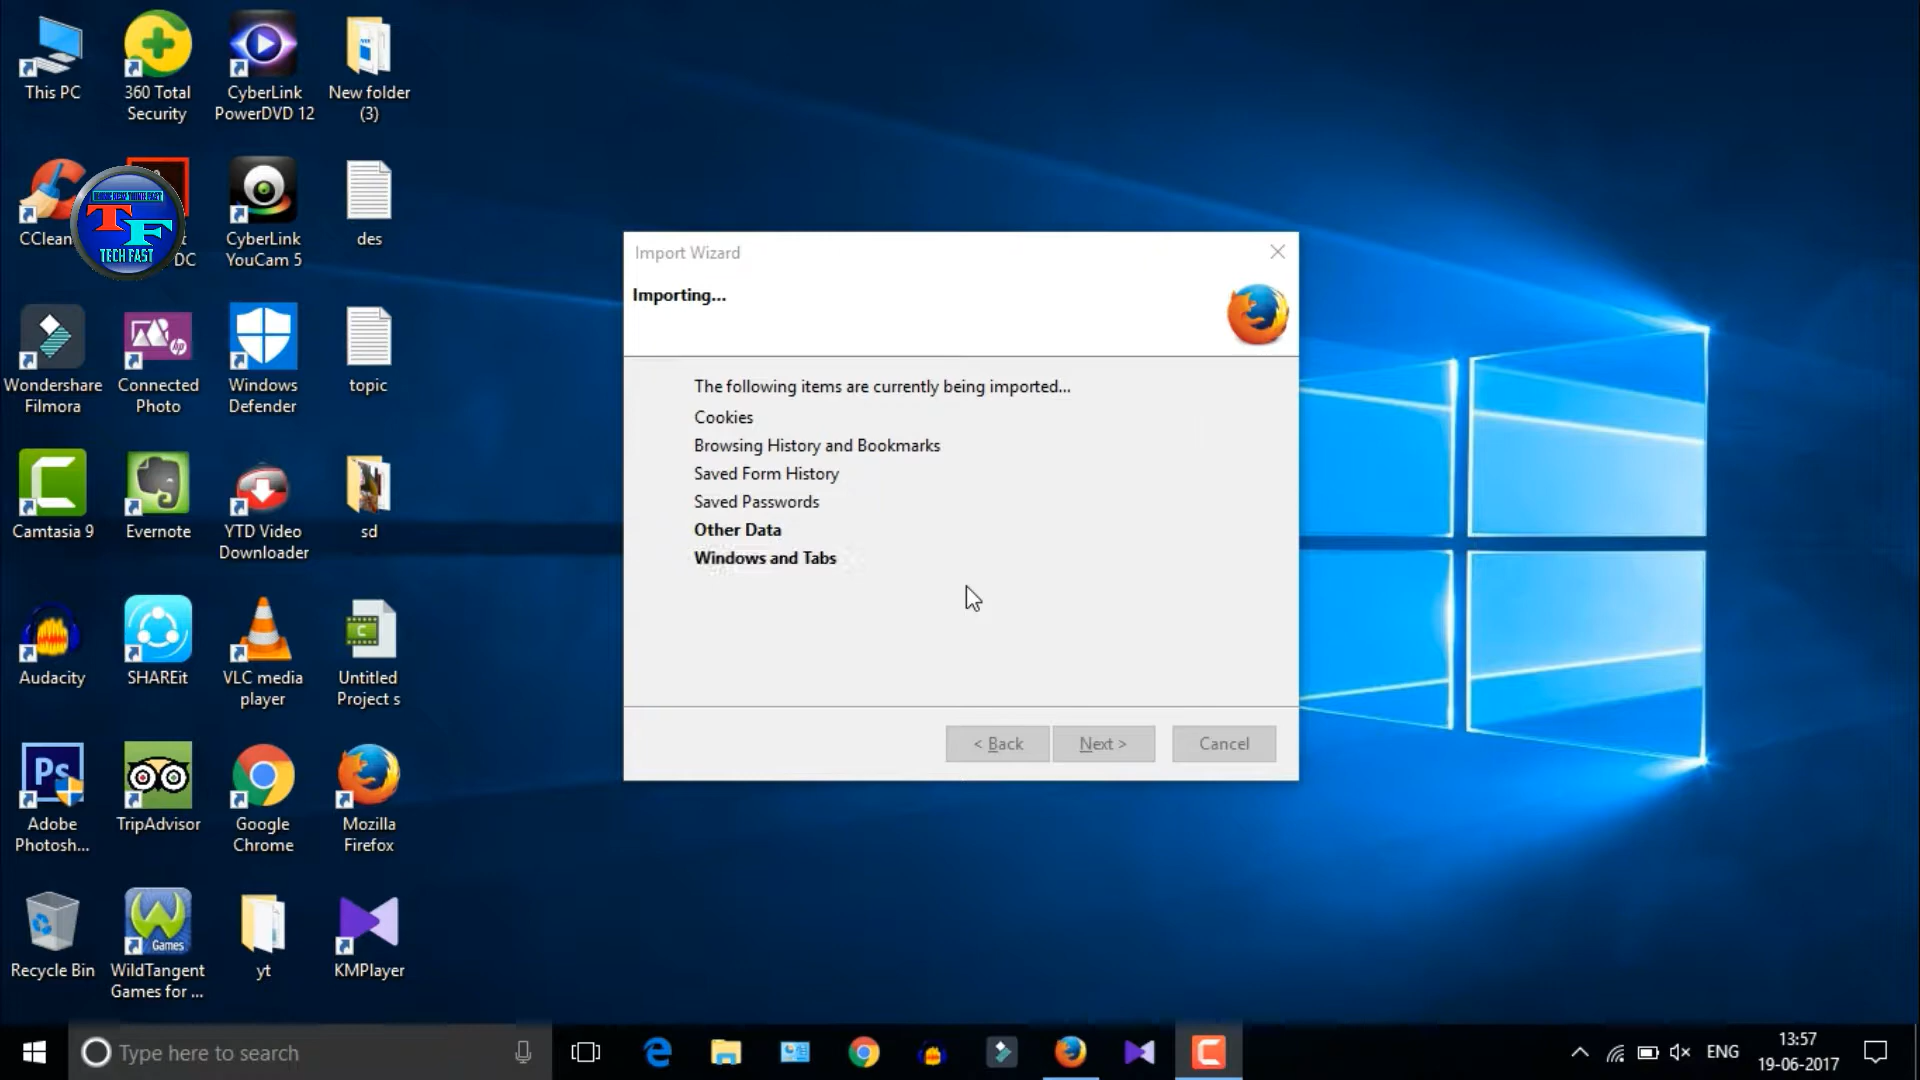 This PC
360 Total
Security
CyberLink
PowerDVD 12
New folder
(3)
CClean
DC
TF
TECH FAST
CyberLink
YouCam 5
des
Wondershare
Filmora
Connected
Photo
Windows
Defender
topic
Camtasia 9
Evernote
YTD Video
Downloader
sd
Audacity
SHAREit
VLC media
player
Untitled
Project s
Ps
Adobe
Photosh...
TripAdvisor
Google
Chrome
Mozilla
Firefox
Recycle Bin
Games
WildTangent
Games for ...
yt
KMPlayer
Import Wizard
Importing...
The following items are currently being imported...
Cookies
Browsing History and Bookmarks
Saved Form History
Saved Passwords
Other Data
Windows and Tabs
< Back
Next >
Cancel
Type here to search
ENG
13:57
19-06-2017